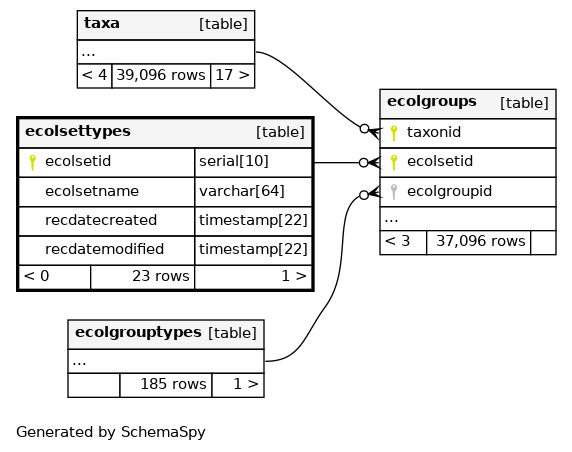 taxa [table]
...
< 4 39,096 rows 17 >
ecolsettypes [table]
ecolsetid serial[10]
ecolsetname varchar[64]
recdatecreated timestamp[22]
recdatemodified timestamp[22]
< 0 23 rows 1 >
ecolgroups [table]
taxonid
ecolsetid
ecolgroupid
...
< 3 37,096 rows
ecolgrouptypes [table]
...
185 rows 1 >
Generated by SchemaSpy